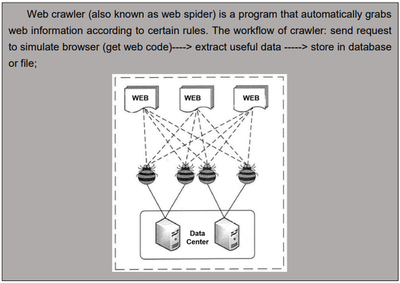 Web crawler (also known as web spider) is a program that automatically grabs
web information according to certain rules. The workflow of crawler: send request
to simulate browser (get web code)----> extract useful data -----> store in database
or file;
WEB WEB WEB
Data
Center